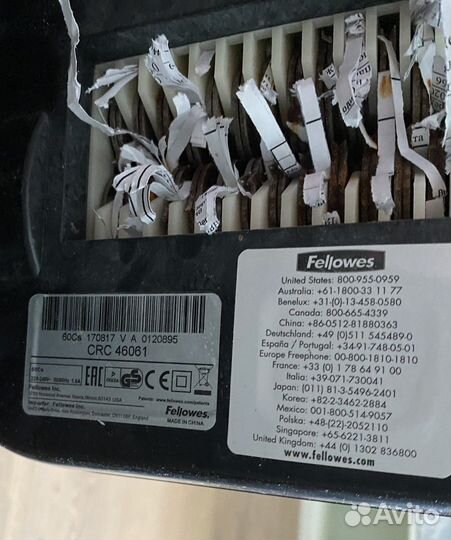 Fellowes
United States: 800-955-0959
Australia: +61-1800-33 11 77
Benelux: +31-(0)-13-458-0580
Canada: 800-665-4339
China: +86-0512-81880363
Deutschland: +49 (0)511 545489-0
España / Portugal: +34-91-748-05-01
Europe Freephone: 00-800-1810-1810
France: +33 (0) 1 78 64 91 00
Italia: +39-071-730041
Japan: (011) 81-3-5496-2401
Korea: +82-2-3462-2884
Mexico: 001-800-514-9057
Polska: +48-(22)-2052110
Singapore: +65-6221-3811
United Kingdom: +44 (0) 1302 836800
www.fellowes.com
60Cs 170817 V A 0120895
CRC 46061
60Cs
EAC
CE
Fellowes Inc.
Fellowes
MADE IN CHINA
Avito